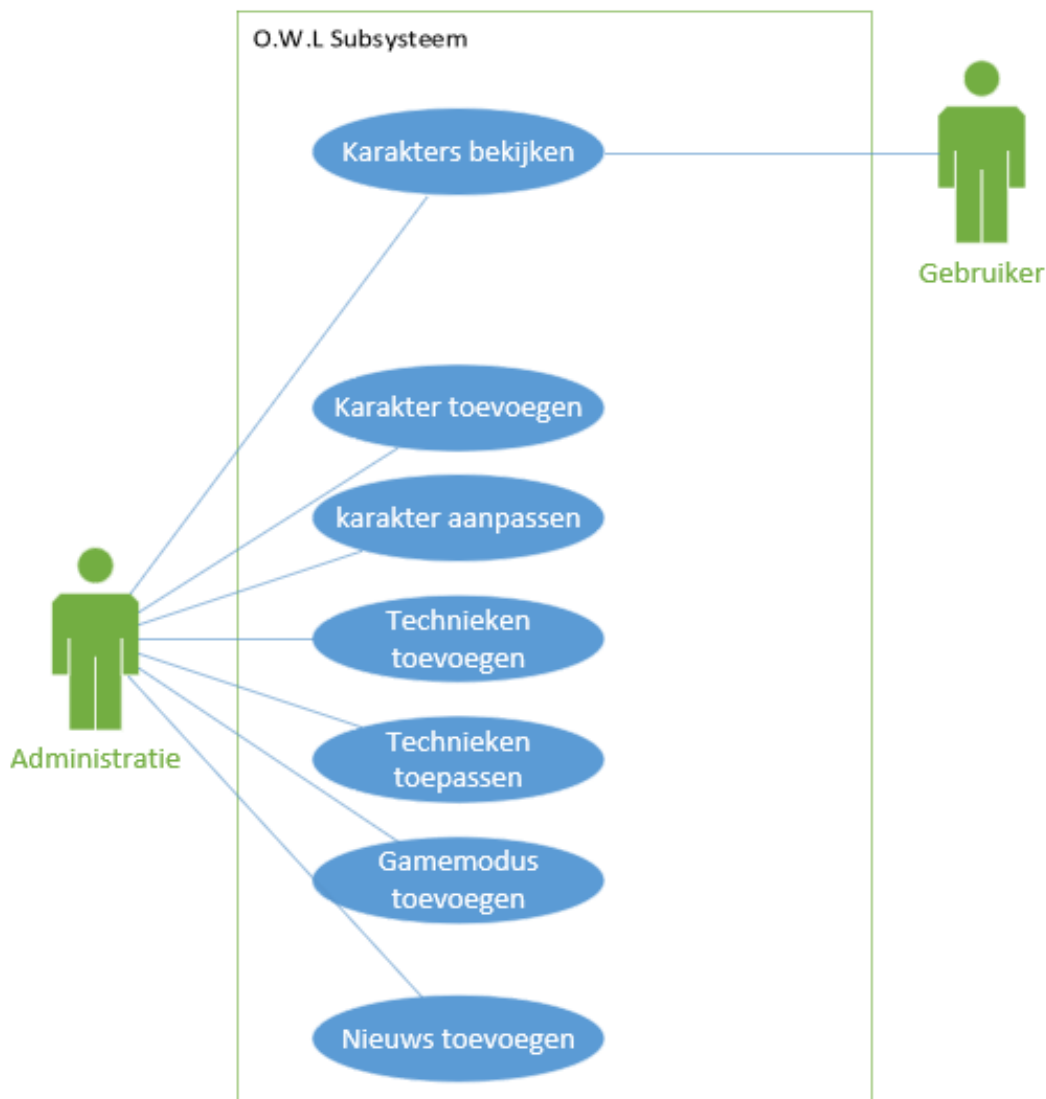 O.W.L Subsysteem
Karakters bekijken
Gebruiker
Karakter toevoegen
karakter aanpassen
Technieken
toevoegen
Technieken
toepassen
Administratie
Gamemodus
toevoegen
Nieuws toevoegen